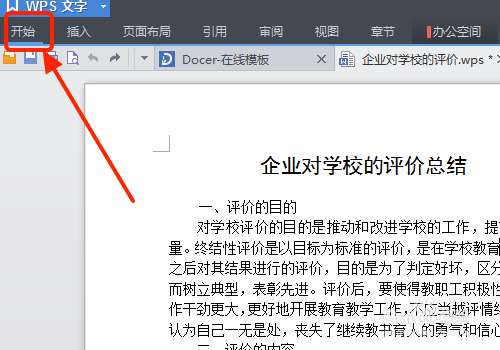 WPS 文字
开始 插入 页面布局 引用 审阅 视图 章节 办公空间
Docer-在线模板 企业对学校的评价.wps *
企业对学校的评价总结
一、评价的目的
对学校评价的目的是推动和改进学校的工作，提
量。终结性评价是以目标为标准的评价，是在学校教育
之后对其结果进行的评价，目的是为了判定好坏，区分
而树立典型，表彰先进。评价后，要使得教职工积极性
作干劲更大，更好地开展教育教学工作，不应当被评情绪
认为自己一无是处，丧失了继续教书育人的勇气和信心
二、评价的内容